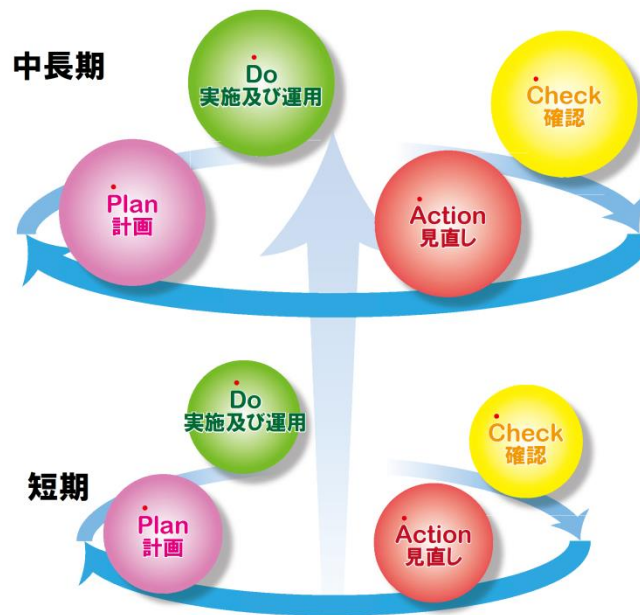 中長期
Do
実施及び運用
Check
確認
Plan
計画
Action
見直し
短期
Do
実施及び運用
Check
確認
Plan
計画
Action
見直し